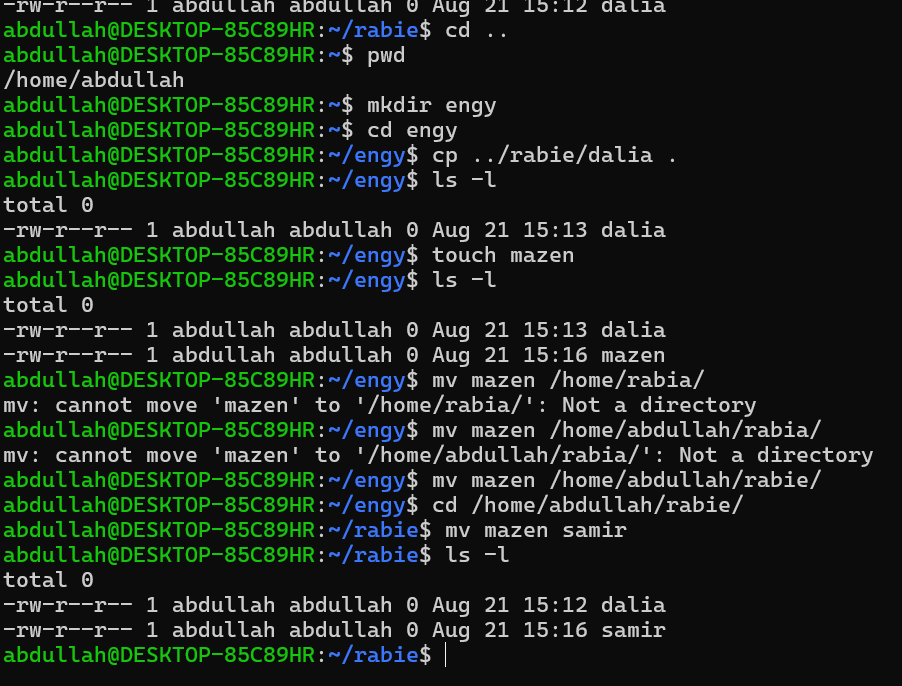 -rw-r--r-- 1 abdullah abdullah 0 Aug 21 15:12 dalia
abdullah@DESKTOP-85C89HR:~/rabie$ cd ..
abdullah@DESKTOP-85C89HR:~$ pwd
/home/abdullah
abdullah@DESKTOP-85C89HR:~$ mkdir engy
abdullah@DESKTOP-85C89HR:~$ cd engy
abdullah@DESKTOP-85C89HR:~/engy$ cp ../rabie/dalia .
abdullah@DESKTOP-85C89HR:~/engy$ ls -l
total 0
-rw-r--r-- 1 abdullah abdullah 0 Aug 21 15:13 dalia
abdullah@DESKTOP-85C89HR:~/engy$ touch mazen
abdullah@DESKTOP-85C89HR:~/engy$ ls -l
total 0
-rw-r--r-- 1 abdullah abdullah 0 Aug 21 15:13 dalia
-rw-r--r-- 1 abdullah abdullah 0 Aug 21 15:16 mazen
abdullah@DESKTOP-85C89HR:~/engy$ mv mazen /home/rabia/
mv: cannot move 'mazen' to '/home/rabia/': Not a directory
abdullah@DESKTOP-85C89HR:~/engy$ mv mazen /home/abdullah/rabia/
mv: cannot move 'mazen' to '/home/abdullah/rabia/': Not a directory
abdullah@DESKTOP-85C89HR:~/engy$ mv mazen /home/abdullah/rabie/
abdullah@DESKTOP-85C89HR:~/engy$ cd /home/abdullah/rabie/
abdullah@DESKTOP-85C89HR:~/rabie$ mv mazen samir
abdullah@DESKTOP-85C89HR:~/rabie$ ls -l
total 0
-rw-r--r-- 1 abdullah abdullah 0 Aug 21 15:12 dalia
-rw-r--r-- 1 abdullah abdullah 0 Aug 21 15:16 samir
abdullah@DESKTOP-85C89HR:~/rabie$